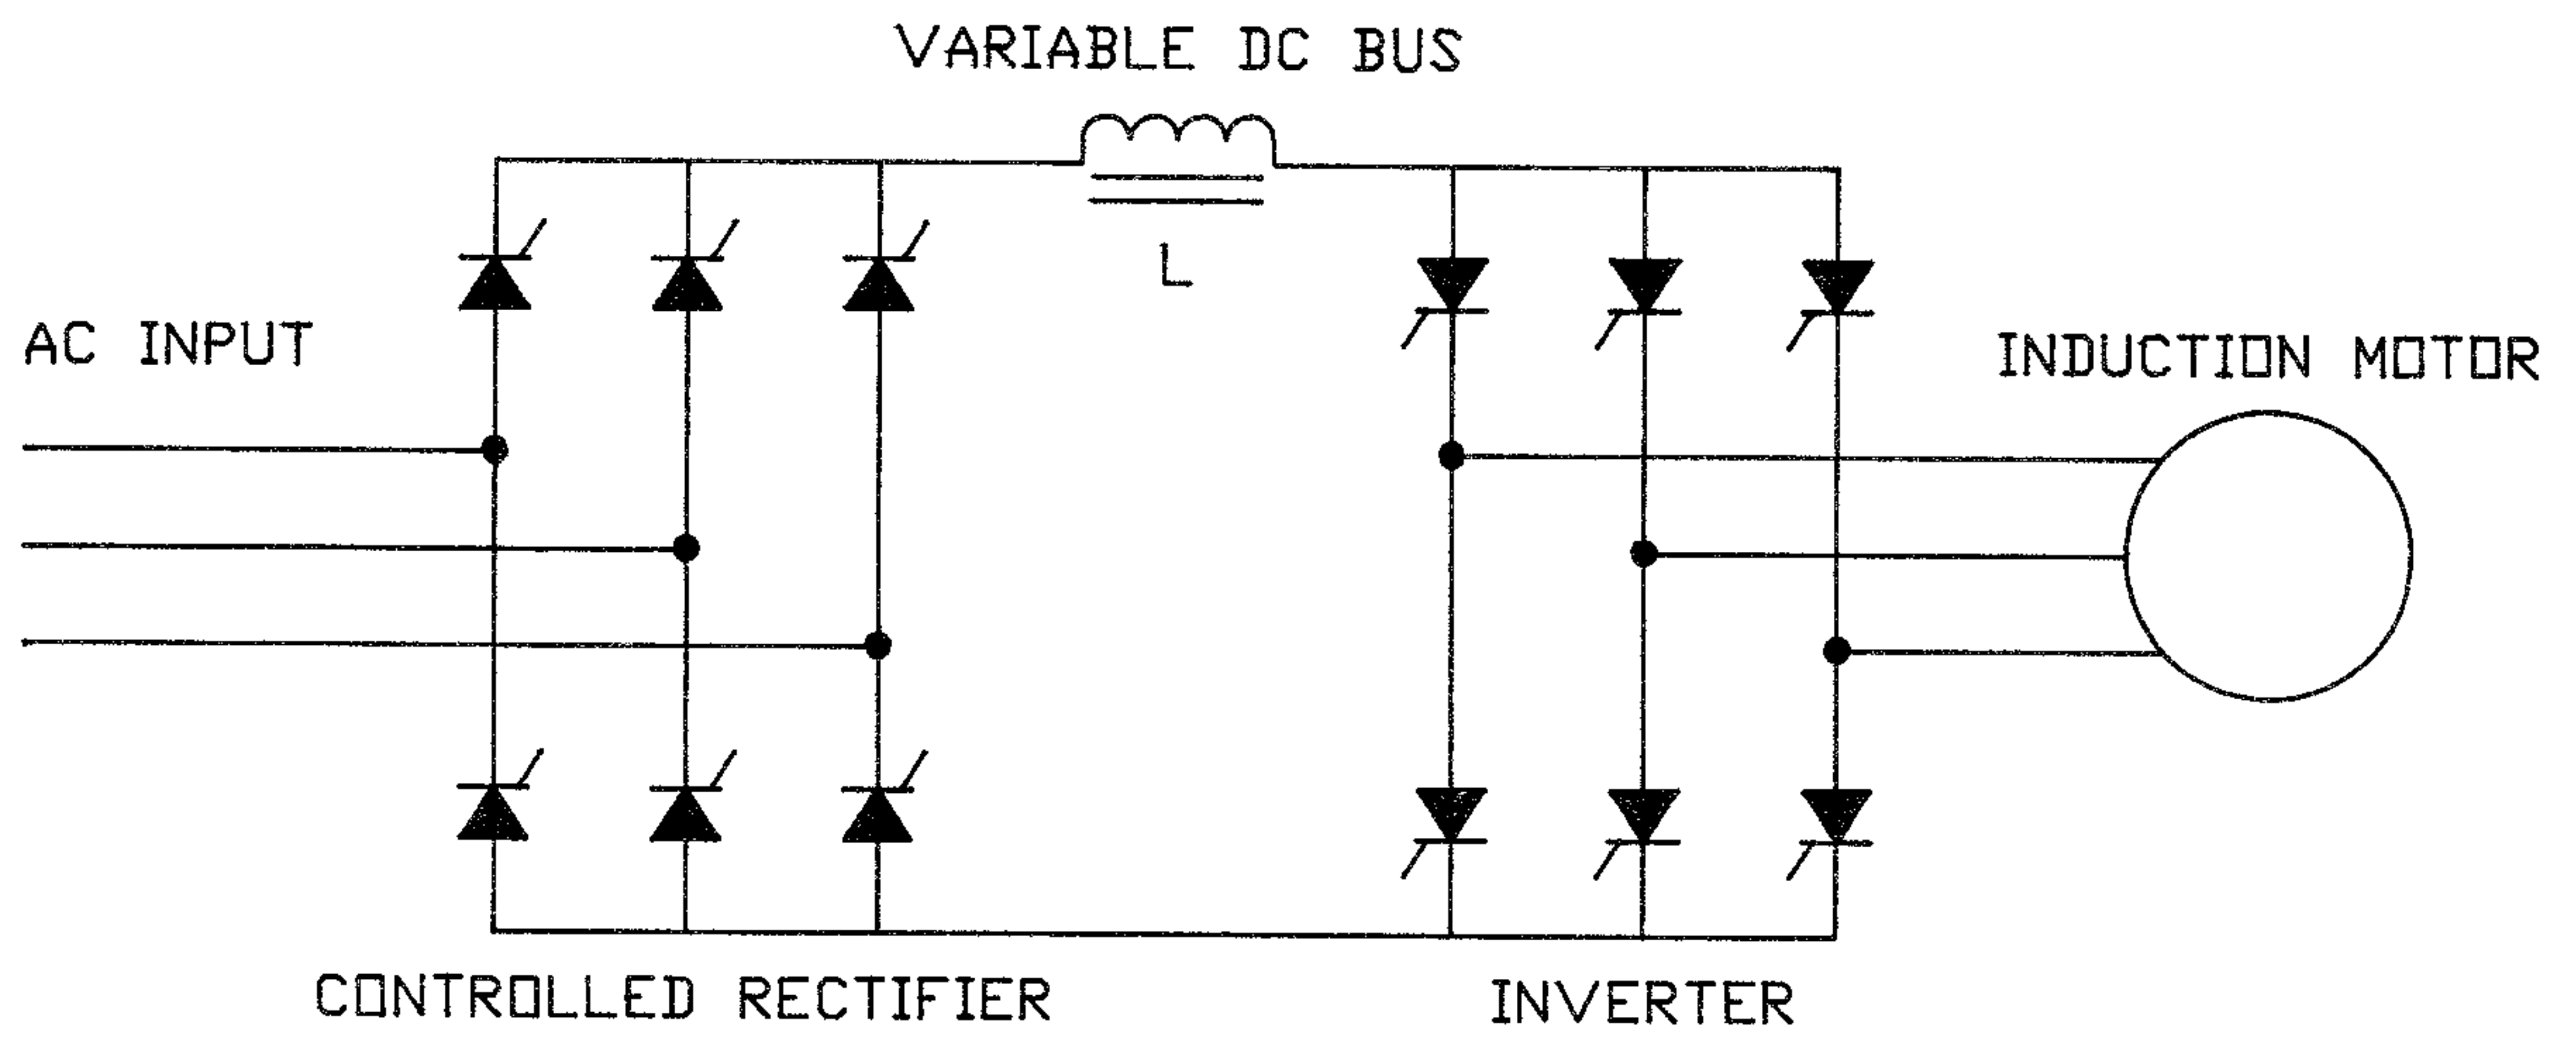 VARIABLE DC BUS
L
AC INPUT
INDUCTION MOTOR
CONTROLLED RECTIFIER
INVERTER